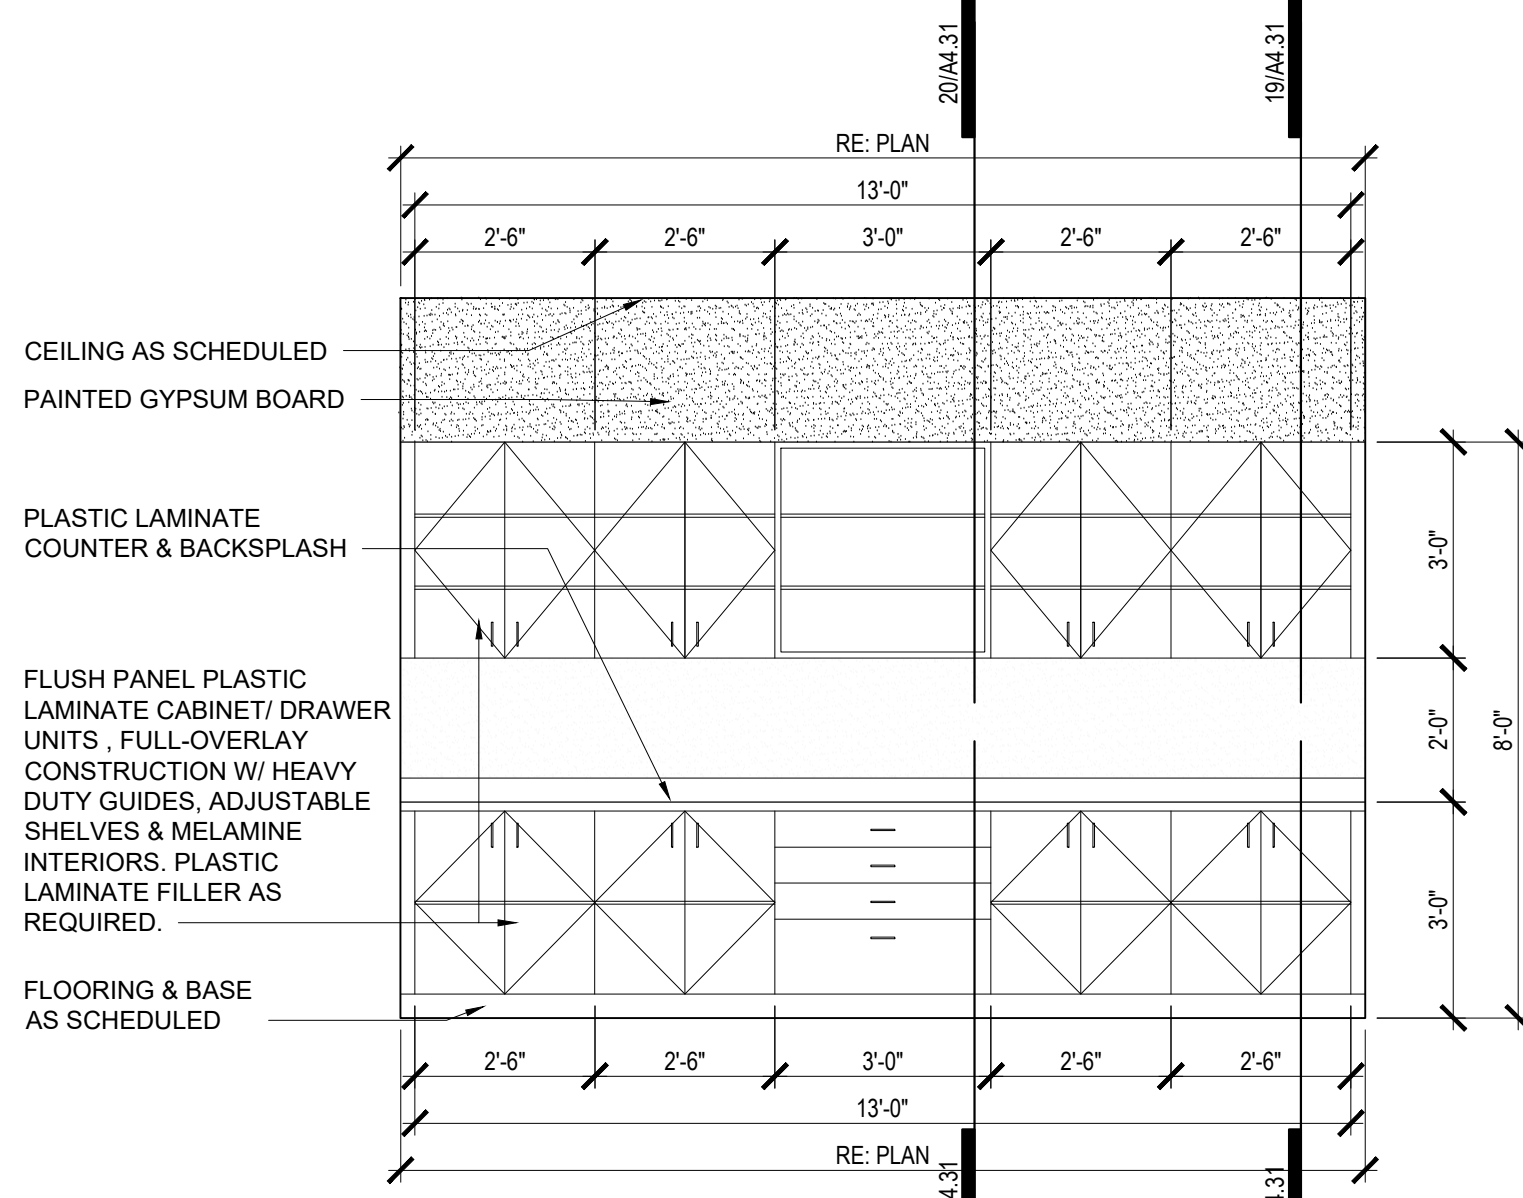 20/A4.31
19/A4.31
RE: PLAN
13'-0"
2'-6"
2'-6"
3'-0"
2'-6"
2'-6"
CEILING AS SCHEDULED
PAINTED GYPSUM BOARD
PLASTIC LAMINATE
COUNTER & BACKSPLASH
FLUSH PANEL PLASTIC
LAMINATE CABINET/ DRAWER
UNITS , FULL-OVERLAY
CONSTRUCTION W/ HEAVY
DUTY GUIDES, ADJUSTABLE
SHELVES & MELAMINE
INTERIORS. PLASTIC
LAMINATE FILLER AS
REQUIRED.
FLOORING & BASE
AS SCHEDULED
3'-0"
2'-0"
8'-0"
3'-0"
2'-6"
2'-6"
3'-0"
2'-6"
2'-6"
13'-0"
RE: PLAN
4.31
4.31